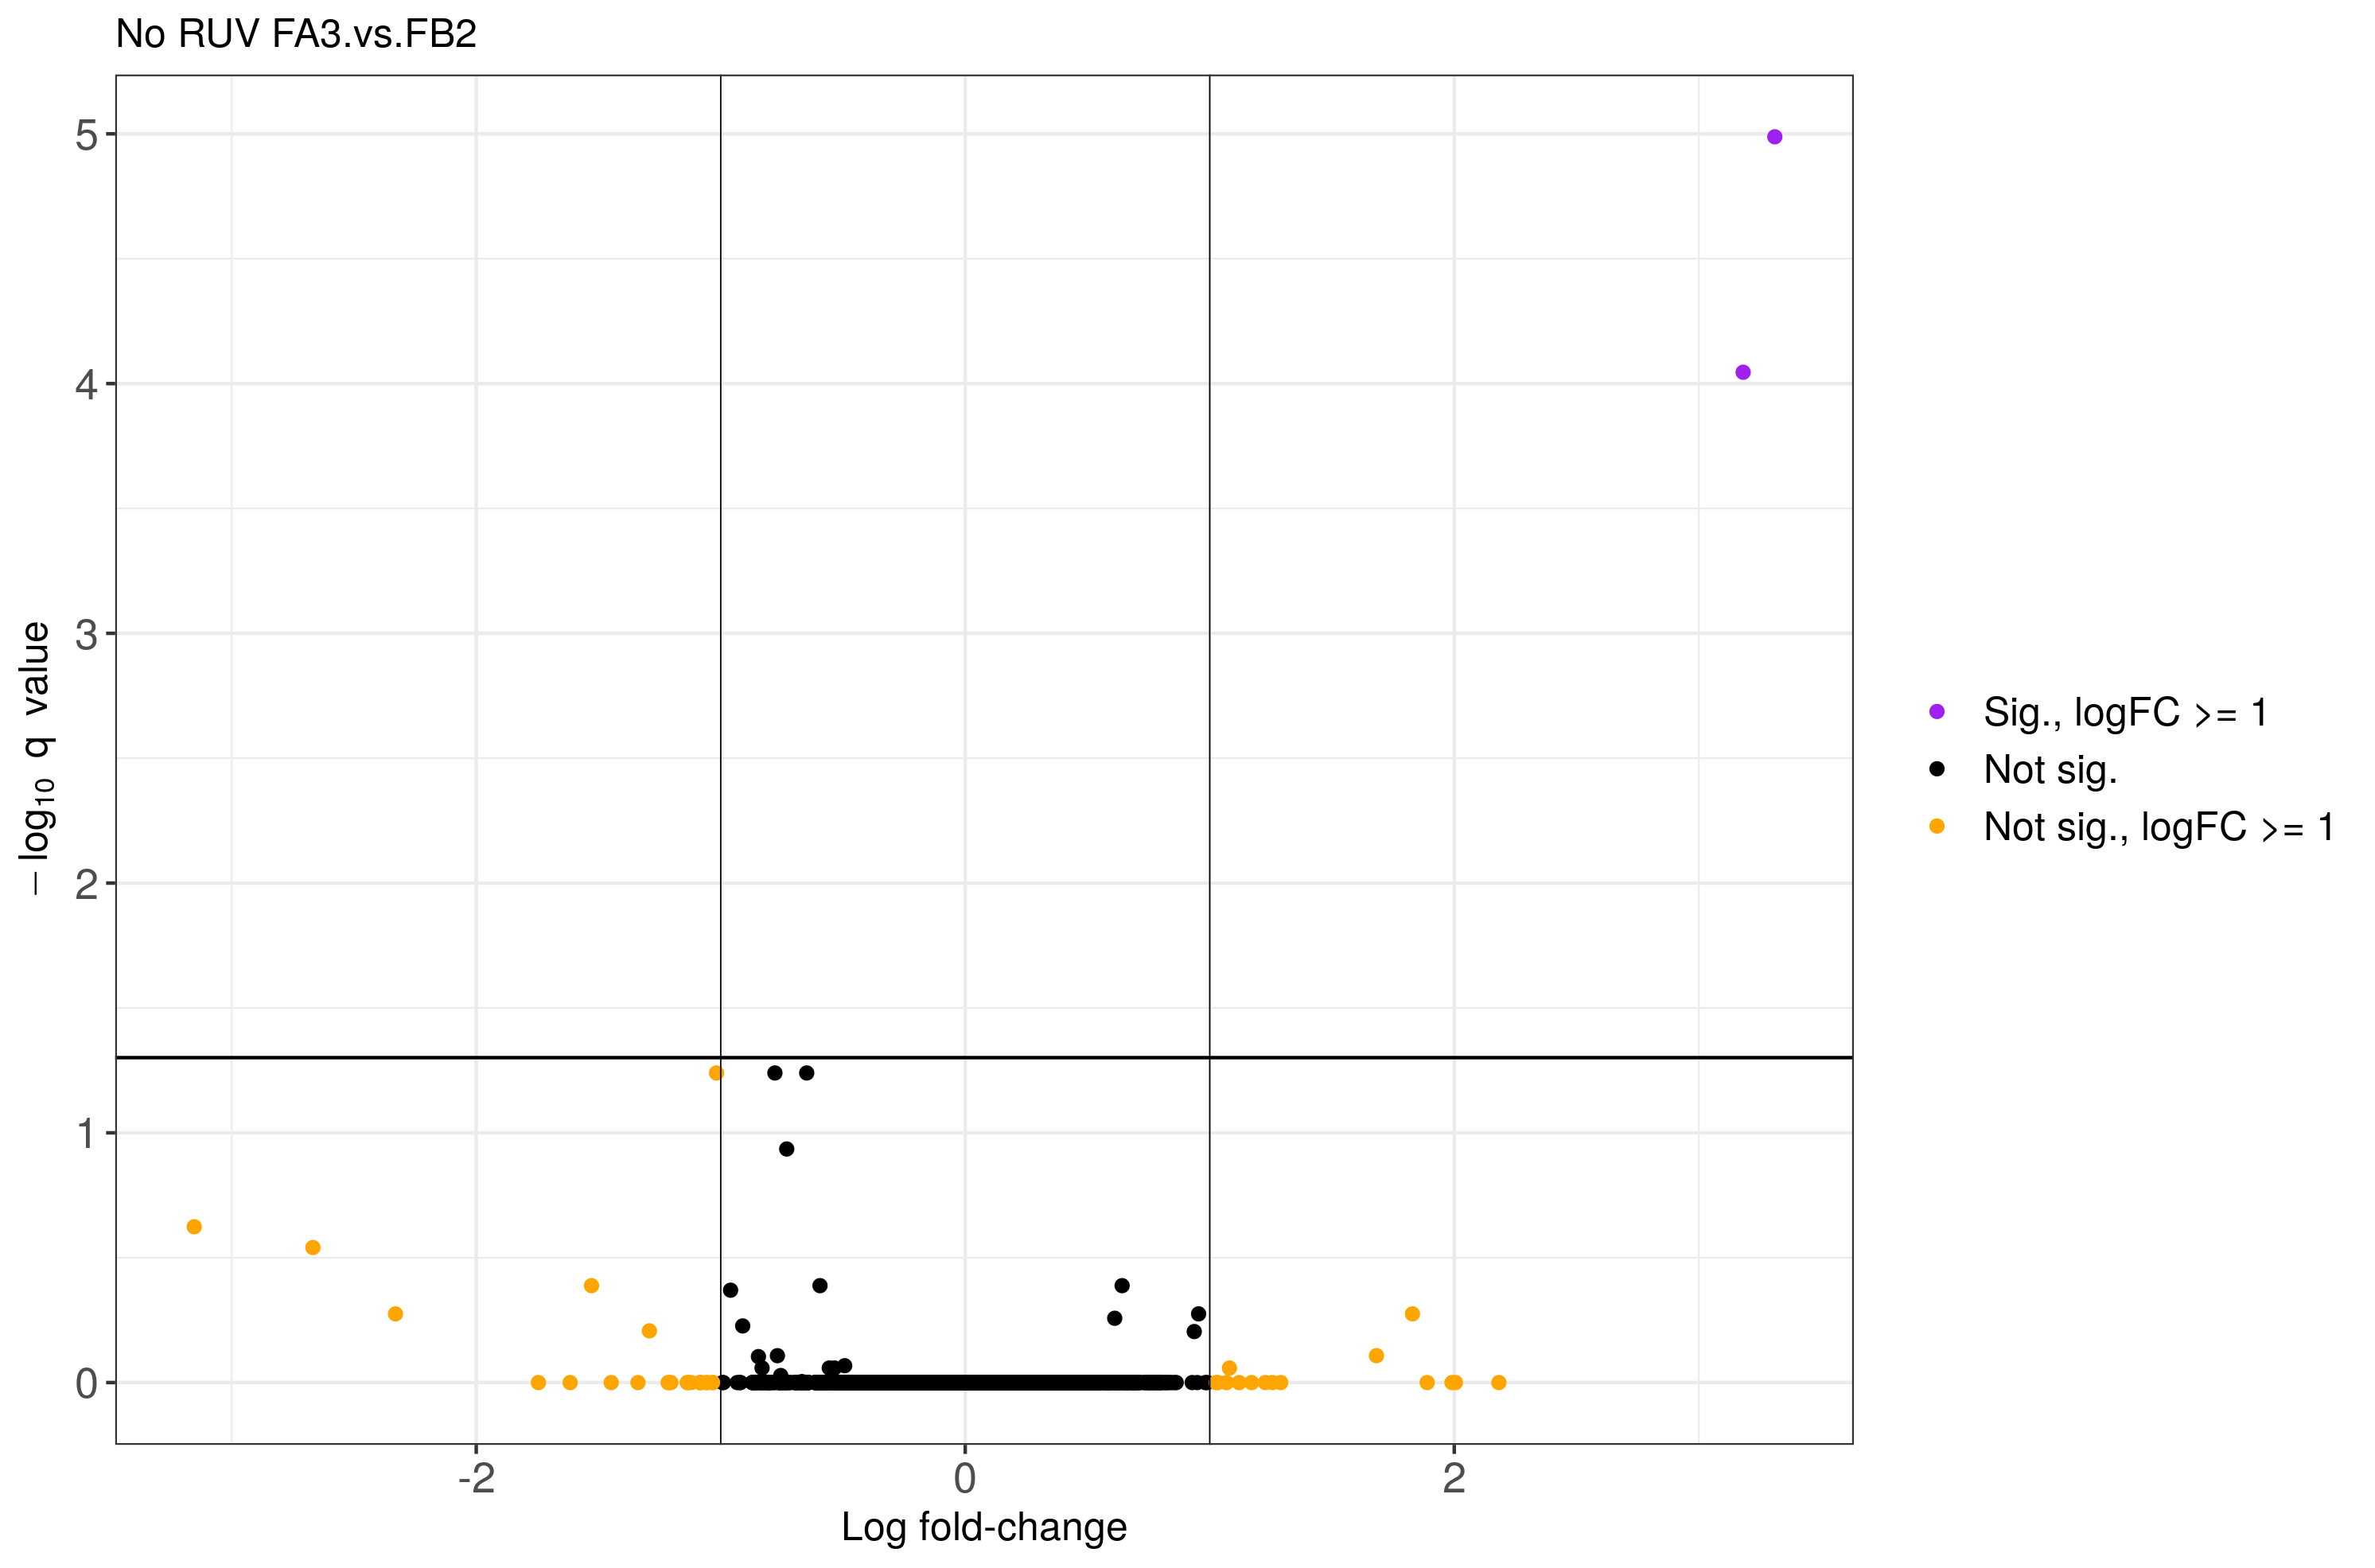 No RUV FA3.vs.FB2
5
4
3
2
1
0
− log10 q value
-2 0 2
Log fold-change
Sig., logFC >= 1
Not sig.
Not sig., logFC >= 1